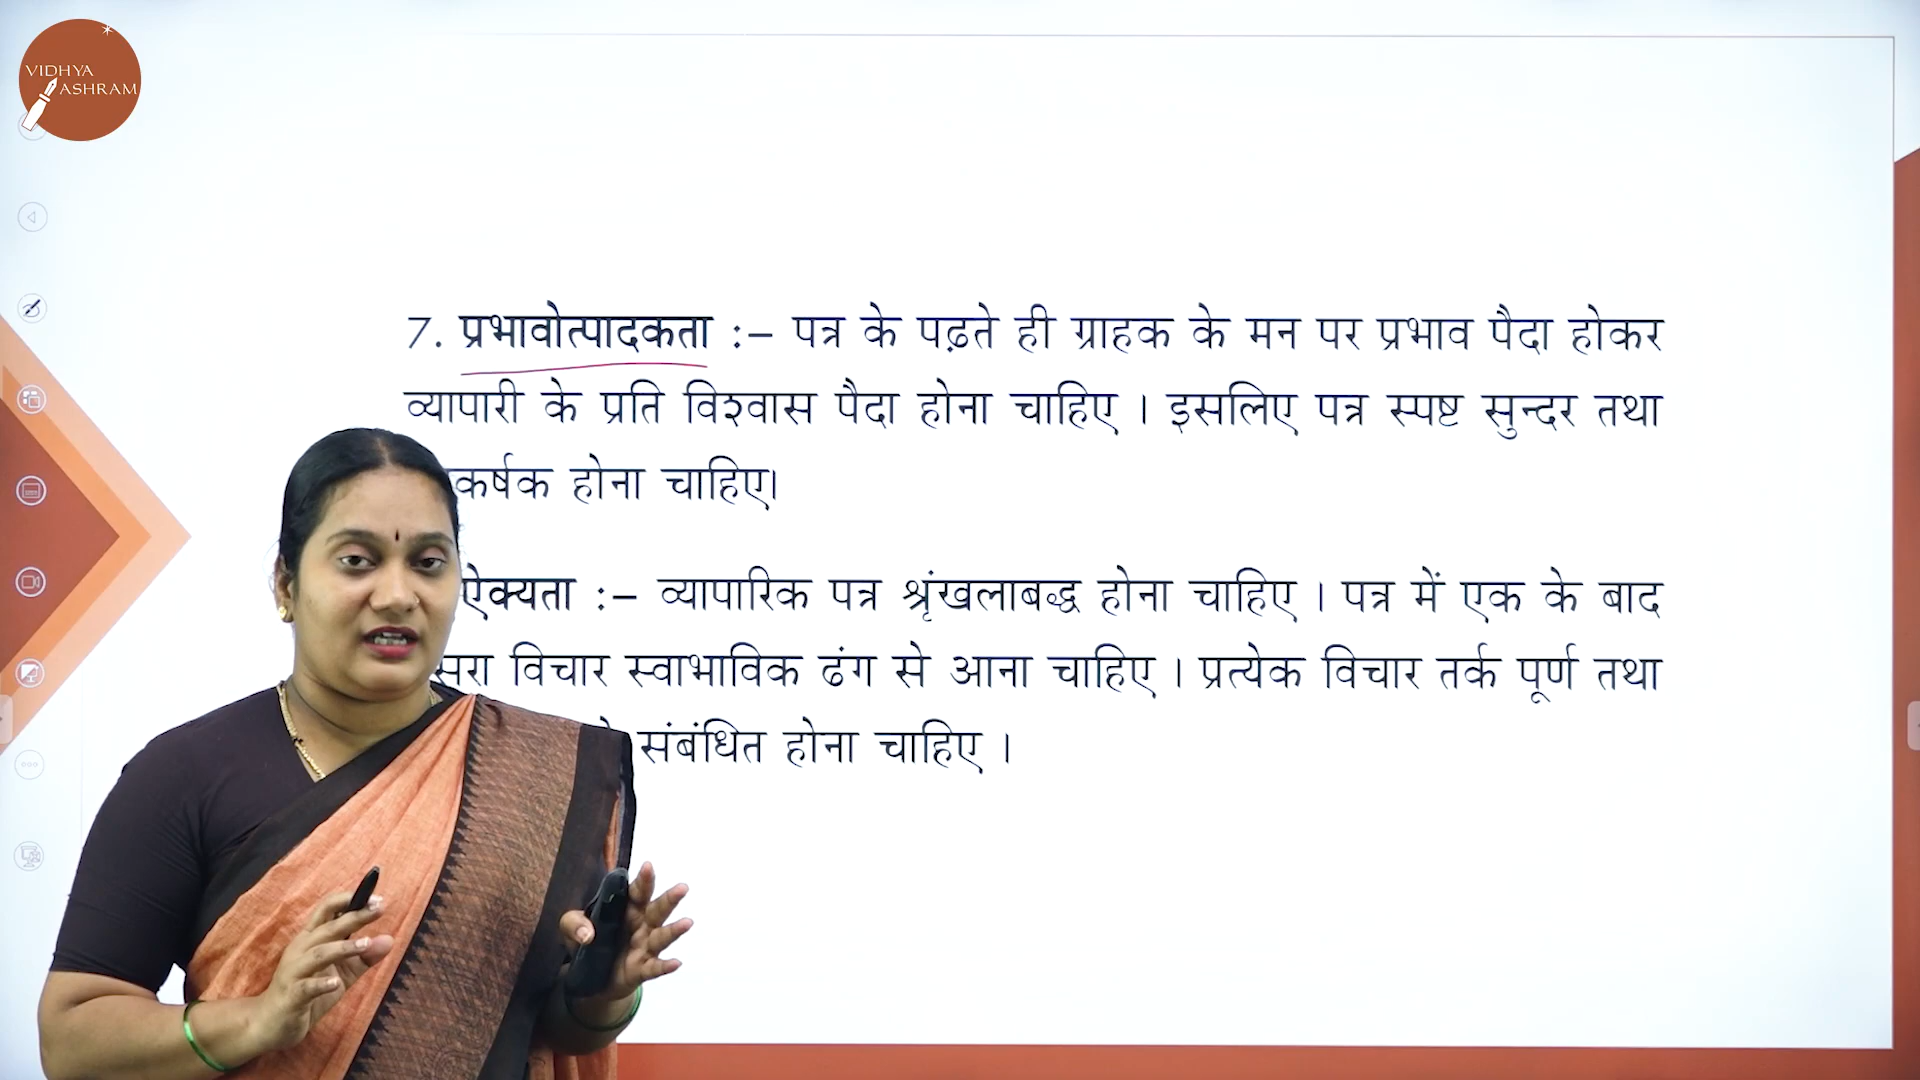 VIDHYA
ASHRAM
7. प्रभावोत्पादकता :– पत्र के पढ़ते ही ग्राहक के मन पर प्रभाव पैदा होकर
व्यापारी के प्रति विश्वास पैदा होना चाहिए । इसलिए पत्र स्पष्ट सुन्दर तथा
कर्षक होना चाहिए।
ऐक्यता :– व्यापारिक पत्र श्रृंखलाबद्ध होना चाहिए । पत्र में एक के बाद
सरा विचार स्वाभाविक ढंग से आना चाहिए । प्रत्येक विचार तर्क पूर्ण तथा
संबंधित होना चाहिए ।